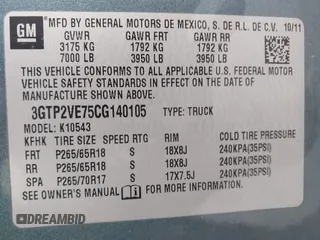 GM
MFD BY GENERAL MOTORS DE MEXICO, S. DE R.L. DE C.V. 10/11
GVWR GAWR FRT GAWR RR
3175 KG 1792 KG 1792 KG
7000 LB 3950 LB 3950 LB
THIS VEHICLE CONFORMS TO ALL APPLICABLE U.S. FEDERAL MOTOR
VEHICLE SAFETY STANDARDS IN EFFECT ON THE DATE OF
MANUFACTURE SHOWN ABOVE.
3GTP2VE75CG140105 TYPE: TRUCK
MODEL: K10543
KFHK TIRE SIZE SPEED RTG RIM COLD TIRE PRESSURE
FRT P265/65R18 S 18X8J 240KPA(35PSI)
RR P265/65R18 S 18X8J 240KPA(35PSI)
SPA P265/70R17 S 17X7.5J 240KPA(35PSI)
SEE OWNER'S MANUAL FOR ADDITIONAL INFORMATION.
DREAMBID